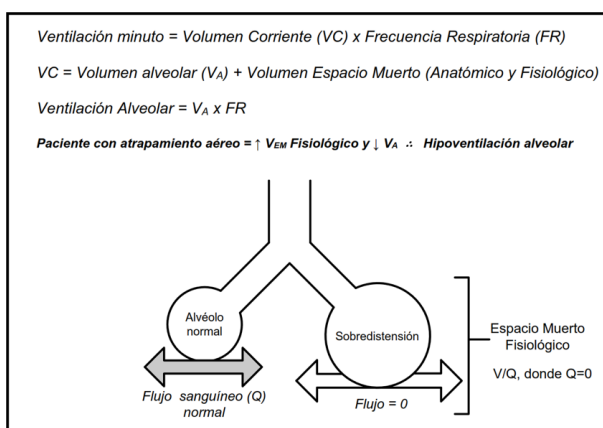 Ventilación minuto = Volumen Corriente (VC) x Frecuencia Respiratoria (FR)
VC = Volumen alveolar (VA) + Volumen Espacio Muerto (Anatómico y Fisiológico)
Ventilación Alveolar = VA x FR
Paciente con atrapamiento aéreo = ↑ VEM Fisiológico y ↓ VA ∴ Hipoventilación alveolar
Alvéolo
normal
Sobredistensión
Flujo sanguíneo (Q)
normal
Flujo = 0
Espacio Muerto
Fisiológico
V/Q, donde Q=0